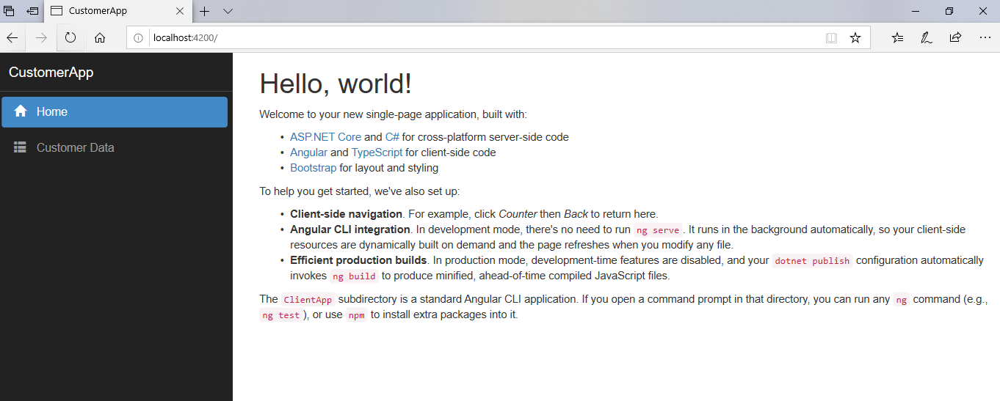 CustomerApp
localhost:4200/
CustomerApp
Home
Customer Data
Hello, world!
Welcome to your new single-page application, built with:
• ASP.NET Core and C# for cross-platform server-side code
• Angular and TypeScript for client-side code
• Bootstrap for layout and styling
To help you get started, we've also set up:
• Client-side navigation. For example, click Counter then Back to return here.
• Angular CLI integration. In development mode, there's no need to run ng serve. It runs in the background automatically, so your client-side
resources are dynamically built on demand and the page refreshes when you modify any file.
• Efficient production builds. In production mode, development-time features are disabled, and your dotnet publish configuration automatically
invokes ng build to produce minified, ahead-of-time compiled JavaScript files.
The ClientApp subdirectory is a standard Angular CLI application. If you open a command prompt in that directory, you can run any ng command (e.g.,
ng test), or use npm to install extra packages into it.